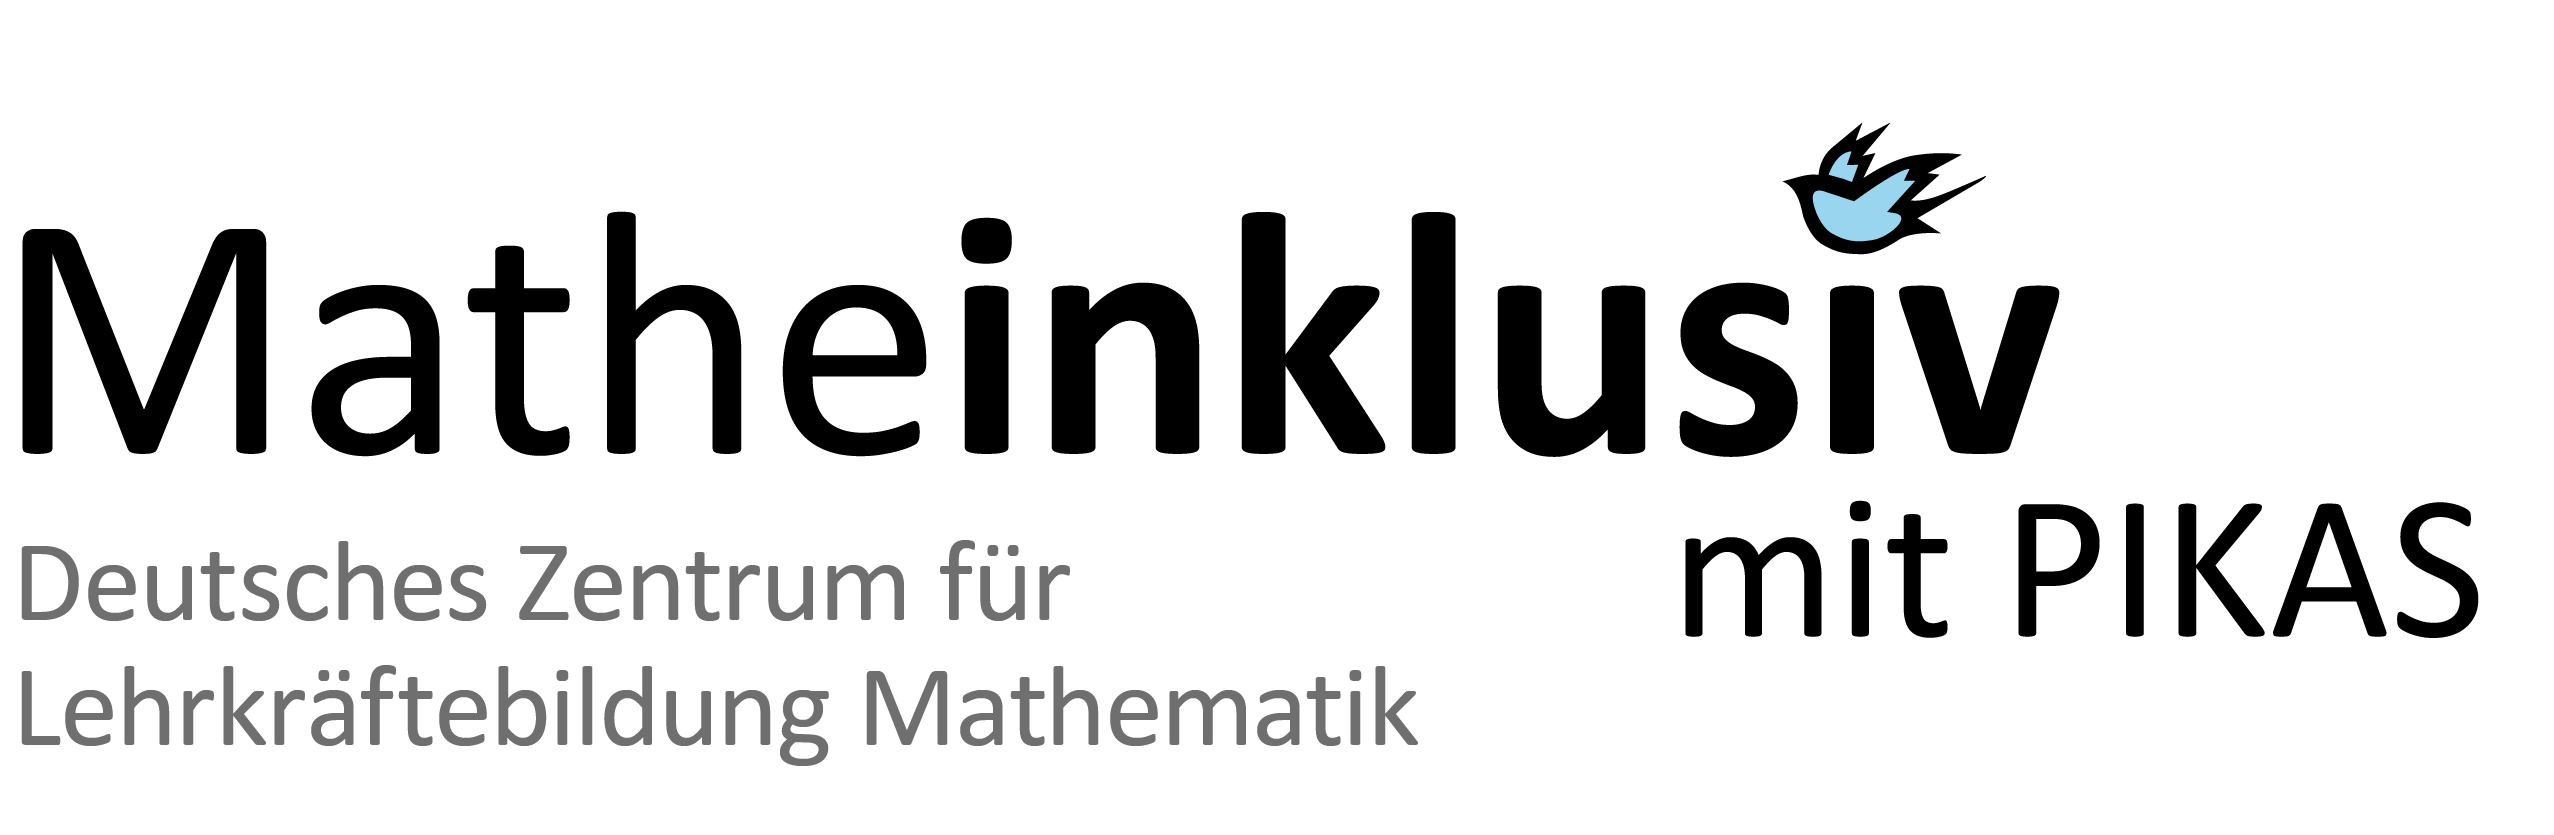 Matheinklusiv
mit PIKAS
Deutsches Zentrum für
Lehrkräftebildung Mathematik